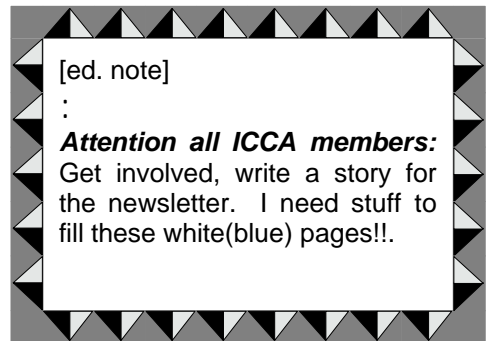 [ed. note]
:
Attention all ICCA members:
Get involved, write a story for
the newsletter. I need stuff to
fill these white(blue) pages!!.